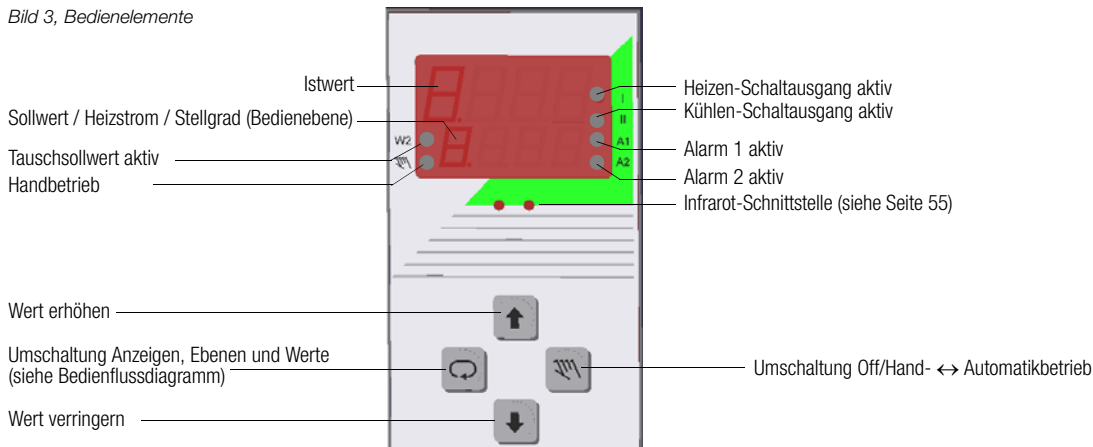 Bild 3, Bedienelemente
Istwert
Sollwert / Heizstrom / Stellgrad (Bedienebene)
Tauschsollwert aktiv
Handbetrieb
W2
I
II
A1
A2
Heizen-Schaltausgang aktiv
Kühlen-Schaltausgang aktiv
Alarm 1 aktiv
Alarm 2 aktiv
Infrarot-Schnittstelle (siehe Seite 55)
Wert erhöhen
Umschaltung Anzeigen, Ebenen und Werte
(siehe Bedienflussdiagramm)
Umschaltung Off/Hand- ↔ Automatikbetrieb
Wert verringern